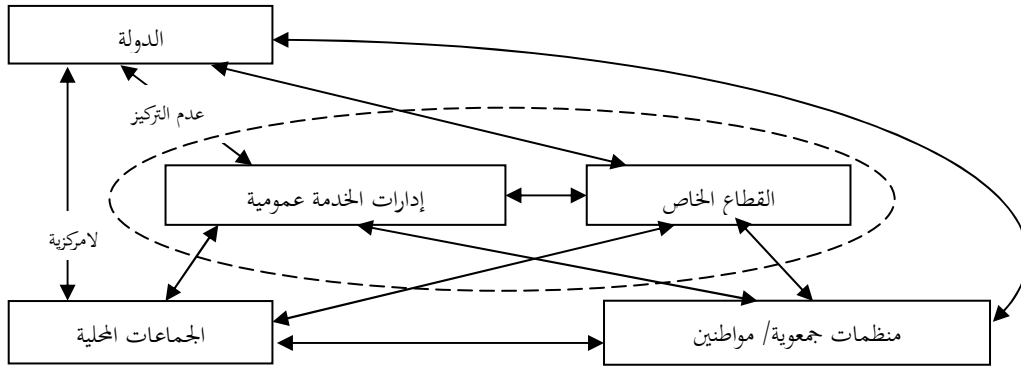 الدولة
عدم التركيز
القطاع الخاص
إدارات الخدمة عمومية
لامركزية
منظمات جمعوية/ مواطنين
الجماعات المحلية